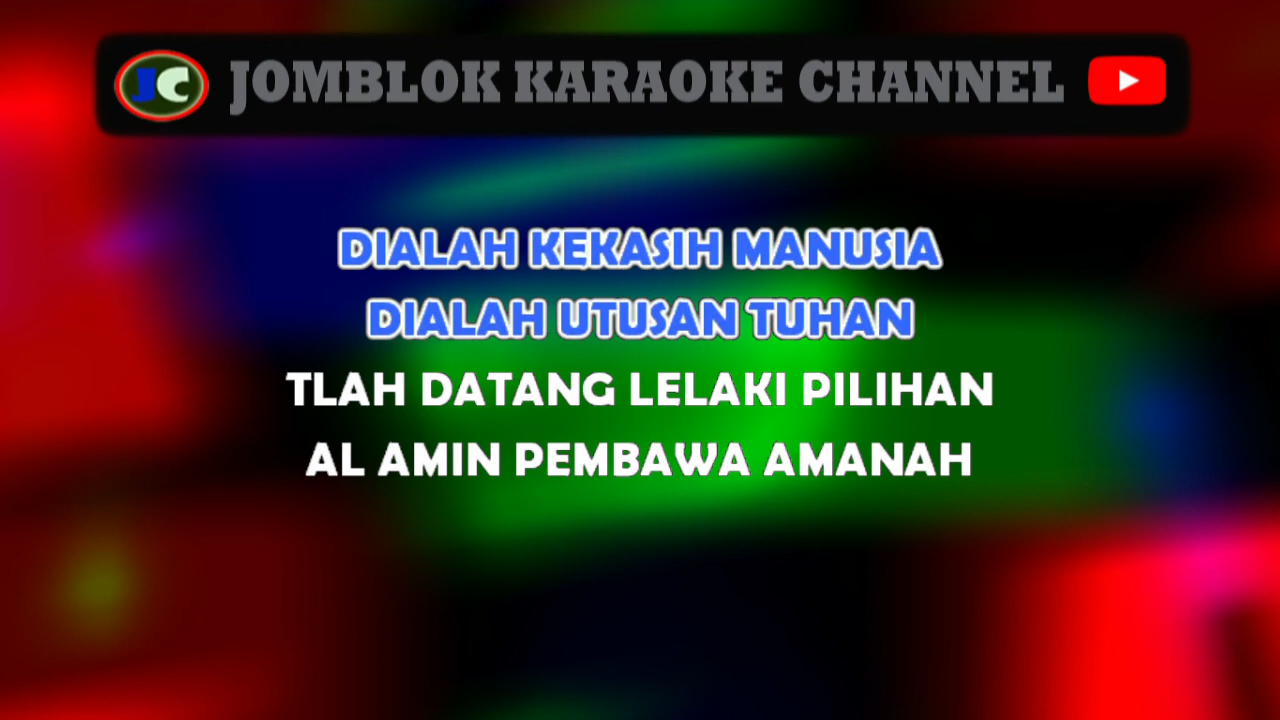 JC JOMBLOK KARAOKE CHANNEL
DIALAH KEKASIH MANUSIA
DIALAH UTUSAN TUHAN
TLAH DATANG LELAKI PILIHAN
AL AMIN PEMBAWA AMANAH